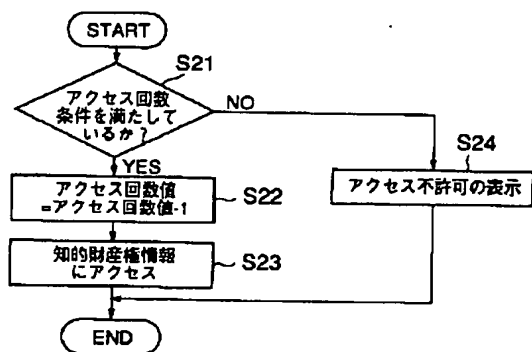 START
S21
アクセス回数
条件を満たして
いるか?
NO
YES
S24
アクセス不許可の表示
アクセス回数値
=アクセス回数値-1
S22
知的財産権情報
にアクセス
S23
END